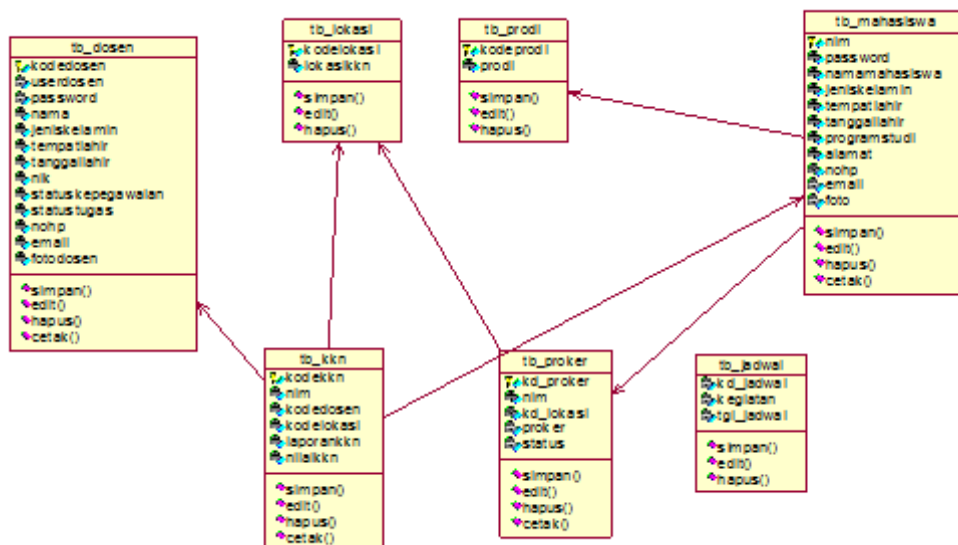 tb_dosen
kodedosen
userdosen
password
nama
jeniskelamin
tempatlahir
tanggallahir
nik
statuskepegawaian
statustugas
nohp
email
fotodosen
simpan()
edit()
hapus()
cetak()
tb_lokasi
kodelokasi
lokasikkn
simpan()
edit()
hapus()
tb_prodi
kodeprodi
prodi
simpan()
edit()
hapus()
tb_mahasiswa
nim
password
namamahasiswa
jeniskelamin
tempatlahir
tanggallahir
programstudi
alamat
nohp
email
foto
simpan()
edit()
hapus()
cetak()
tb_kkn
kodekkn
nim
kodedosen
kodelokasi
laporankkn
nilaikkn
simpan()
edit()
hapus()
cetak()
tb_proker
kd_proker
nim
kd_lokasi
proker
status
simpan()
edit()
hapus()
cetak()
tb_jadwal
kd_jadwal
kegiatan
tgl_jadwal
simpan()
edit()
hapus()